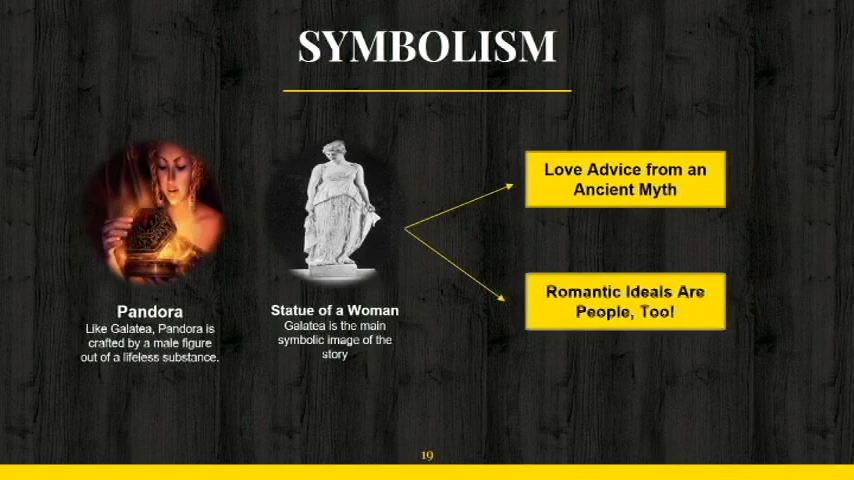 SYMBOLISM
Pandora
Like Galatea, Pandora is
crafted by a male figure
out of a lifeless substance.
Statue of a Woman
Galatea is the main
symbolic image of the
story
Love Advice from an
Ancient Myth
Romantic Ideals Are
People, Too!
19